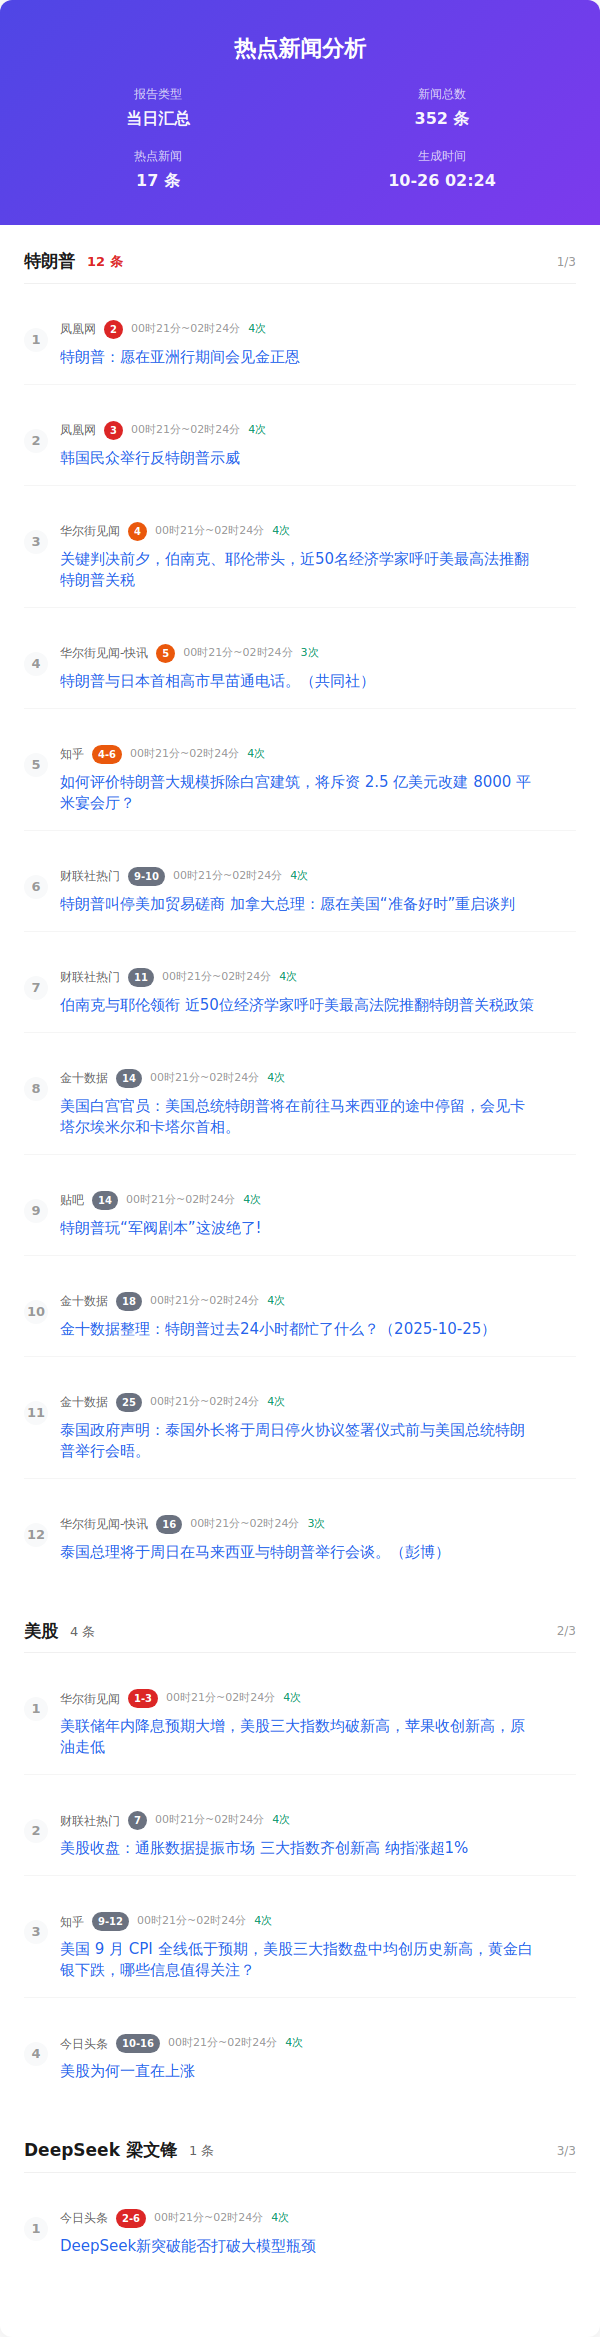 热点新闻分析
报告类型
当日汇总
新闻总数
352 条
热点新闻
17 条
生成时间
10-26 02:24
特朗普 12 条 1/3
1
凤凰网 2 00时21分~02时24分 4次
特朗普：愿在亚洲行期间会见金正恩
2
凤凰网 3 00时21分~02时24分 4次
韩国民众举行反特朗普示威
3
华尔街见闻 4 00时21分~02时24分 4次
关键判决前夕，伯南克、耶伦带头，近50名经济学家呼吁美最高法推翻
特朗普关税
4
华尔街见闻-快讯 5 00时21分~02时24分 3次
特朗普与日本首相高市早苗通电话。（共同社）
5
知乎 4-6 00时21分~02时24分 4次
如何评价特朗普大规模拆除白宫建筑，将斥资 2.5 亿美元改建 8000 平
米宴会厅？
6
财联社热门 9-10 00时21分~02时24分 4次
特朗普叫停美加贸易磋商 加拿大总理：愿在美国“准备好时”重启谈判
7
财联社热门 11 00时21分~02时24分 4次
伯南克与耶伦领衔 近50位经济学家呼吁美最高法院推翻特朗普关税政策
8
金十数据 14 00时21分~02时24分 4次
美国白宫官员：美国总统特朗普将在前往马来西亚的途中停留，会见卡
塔尔埃米尔和卡塔尔首相。
9
贴吧 14 00时21分~02时24分 4次
特朗普玩“军阀剧本”这波绝了!
10
金十数据 18 00时21分~02时24分 4次
金十数据整理：特朗普过去24小时都忙了什么？（2025-10-25）
11
金十数据 25 00时21分~02时24分 4次
泰国政府声明：泰国外长将于周日停火协议签署仪式前与美国总统特朗
普举行会晤。
12
华尔街见闻-快讯 16 00时21分~02时24分 3次
泰国总理将于周日在马来西亚与特朗普举行会谈。（彭博）
美股 4 条 2/3
1
华尔街见闻 1-3 00时21分~02时24分 4次
美联储年内降息预期大增，美股三大指数均破新高，苹果收创新高，原
油走低
2
财联社热门 7 00时21分~02时24分 4次
美股收盘：通胀数据提振市场 三大指数齐创新高 纳指涨超1%
3
知乎 9-12 00时21分~02时24分 4次
美国 9 月 CPI 全线低于预期，美股三大指数盘中均创历史新高，黄金白
银下跌，哪些信息值得关注？
4
今日头条 10-16 00时21分~02时24分 4次
美股为何一直在上涨
DeepSeek 梁文锋 1 条 3/3
1
今日头条 2-6 00时21分~02时24分 4次
DeepSeek新突破能否打破大模型瓶颈